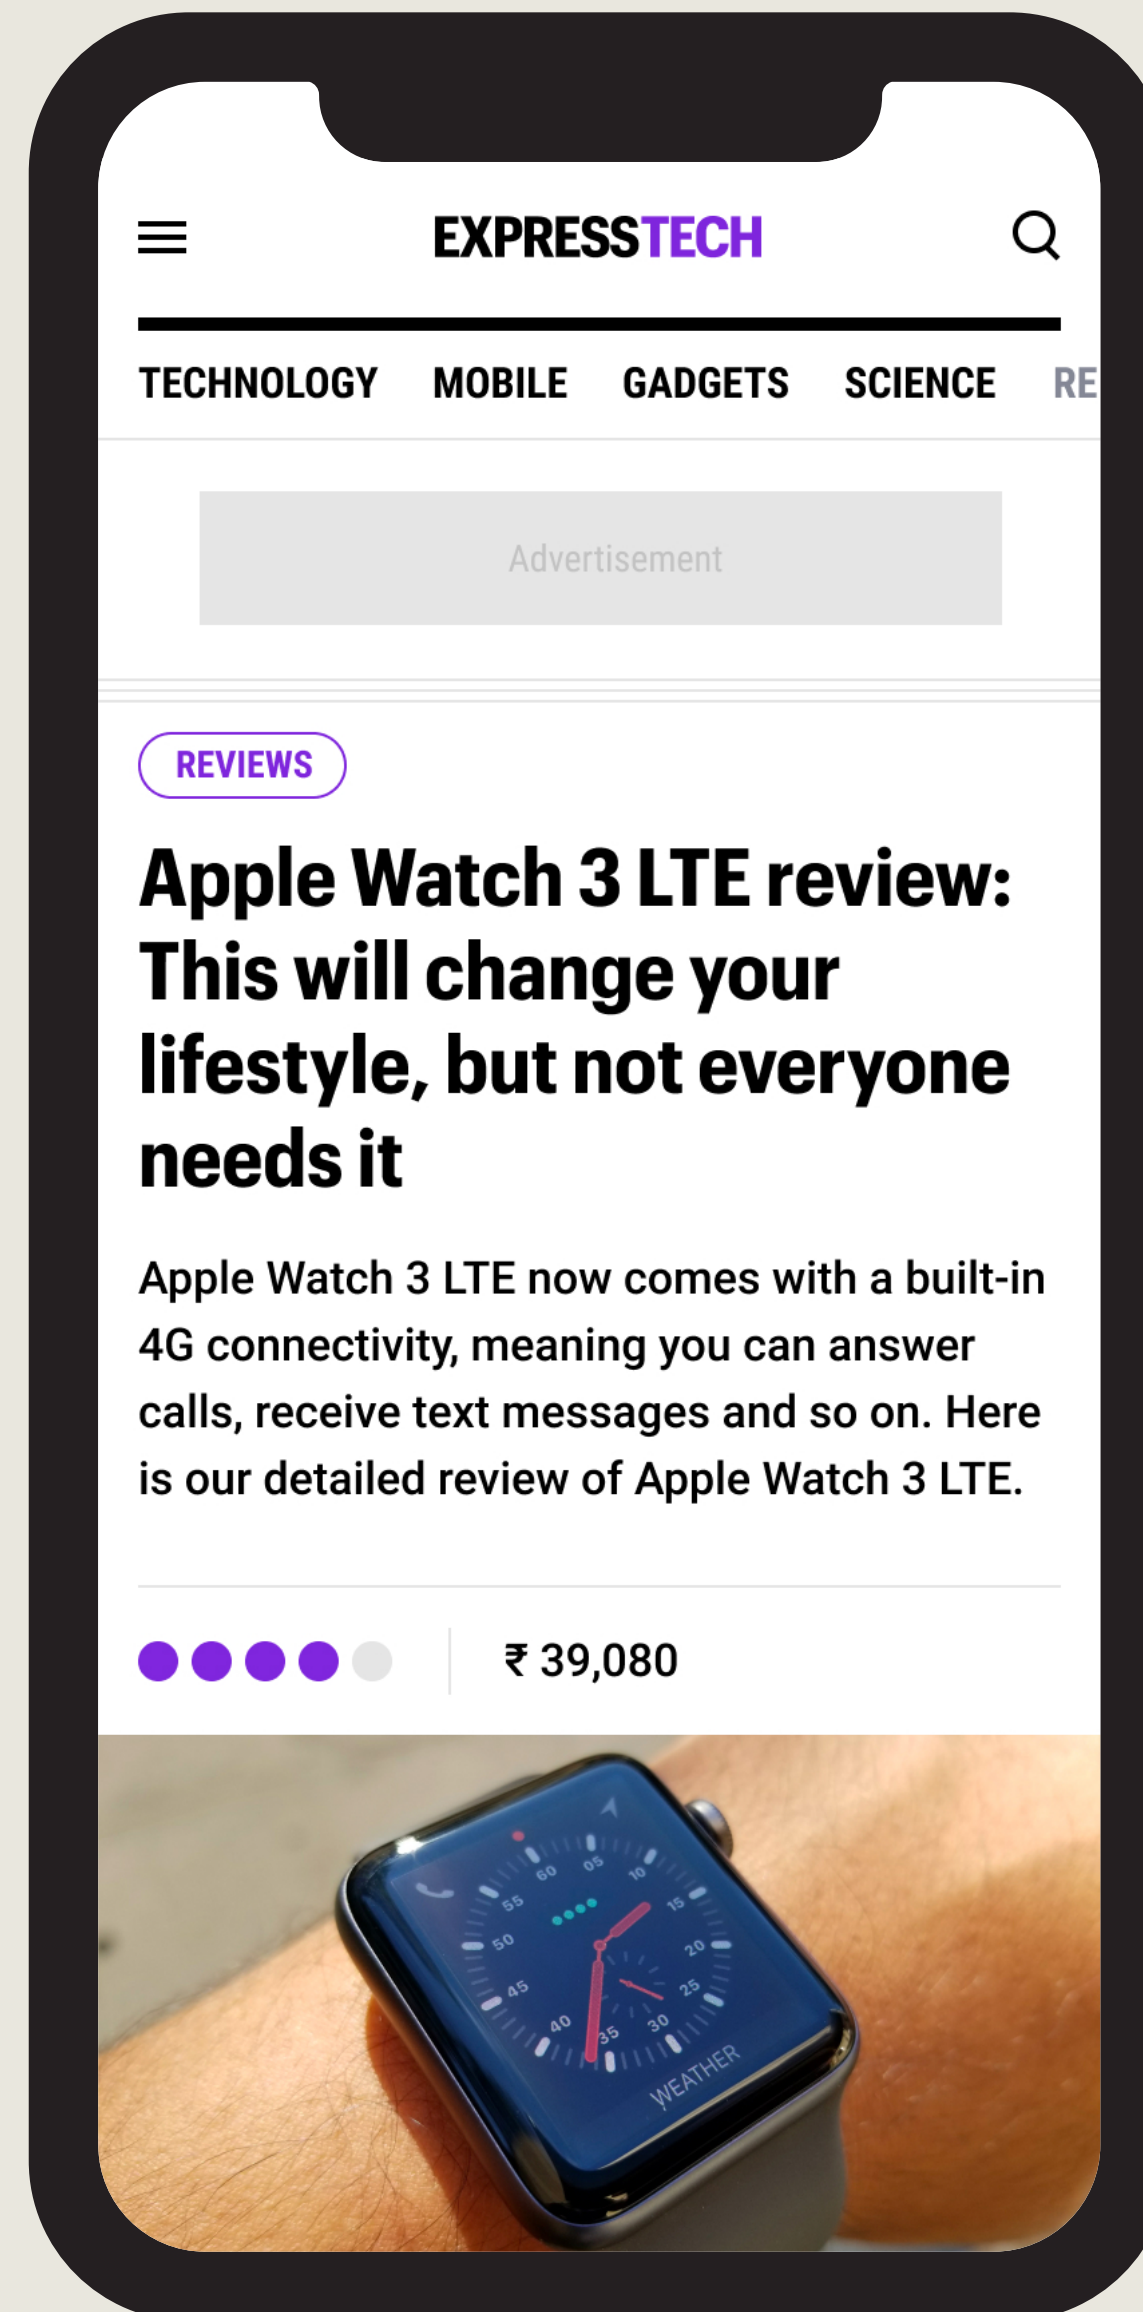 EXPRESSTECH
TECHNOLOGY MOBILE GADGETS SCIENCE RE
Advertisement
REVIEWS
Apple Watch 3 LTE review:
This will change your
lifestyle, but not everyone
needs it
Apple Watch 3 LTE now comes with a built-in
4G connectivity, meaning you can answer
calls, receive text messages and so on. Here
is our detailed review of Apple Watch 3 LTE.
₹ 39,080
60 05 10 15 20 25 30 35 40 45 50 55
WEATHER